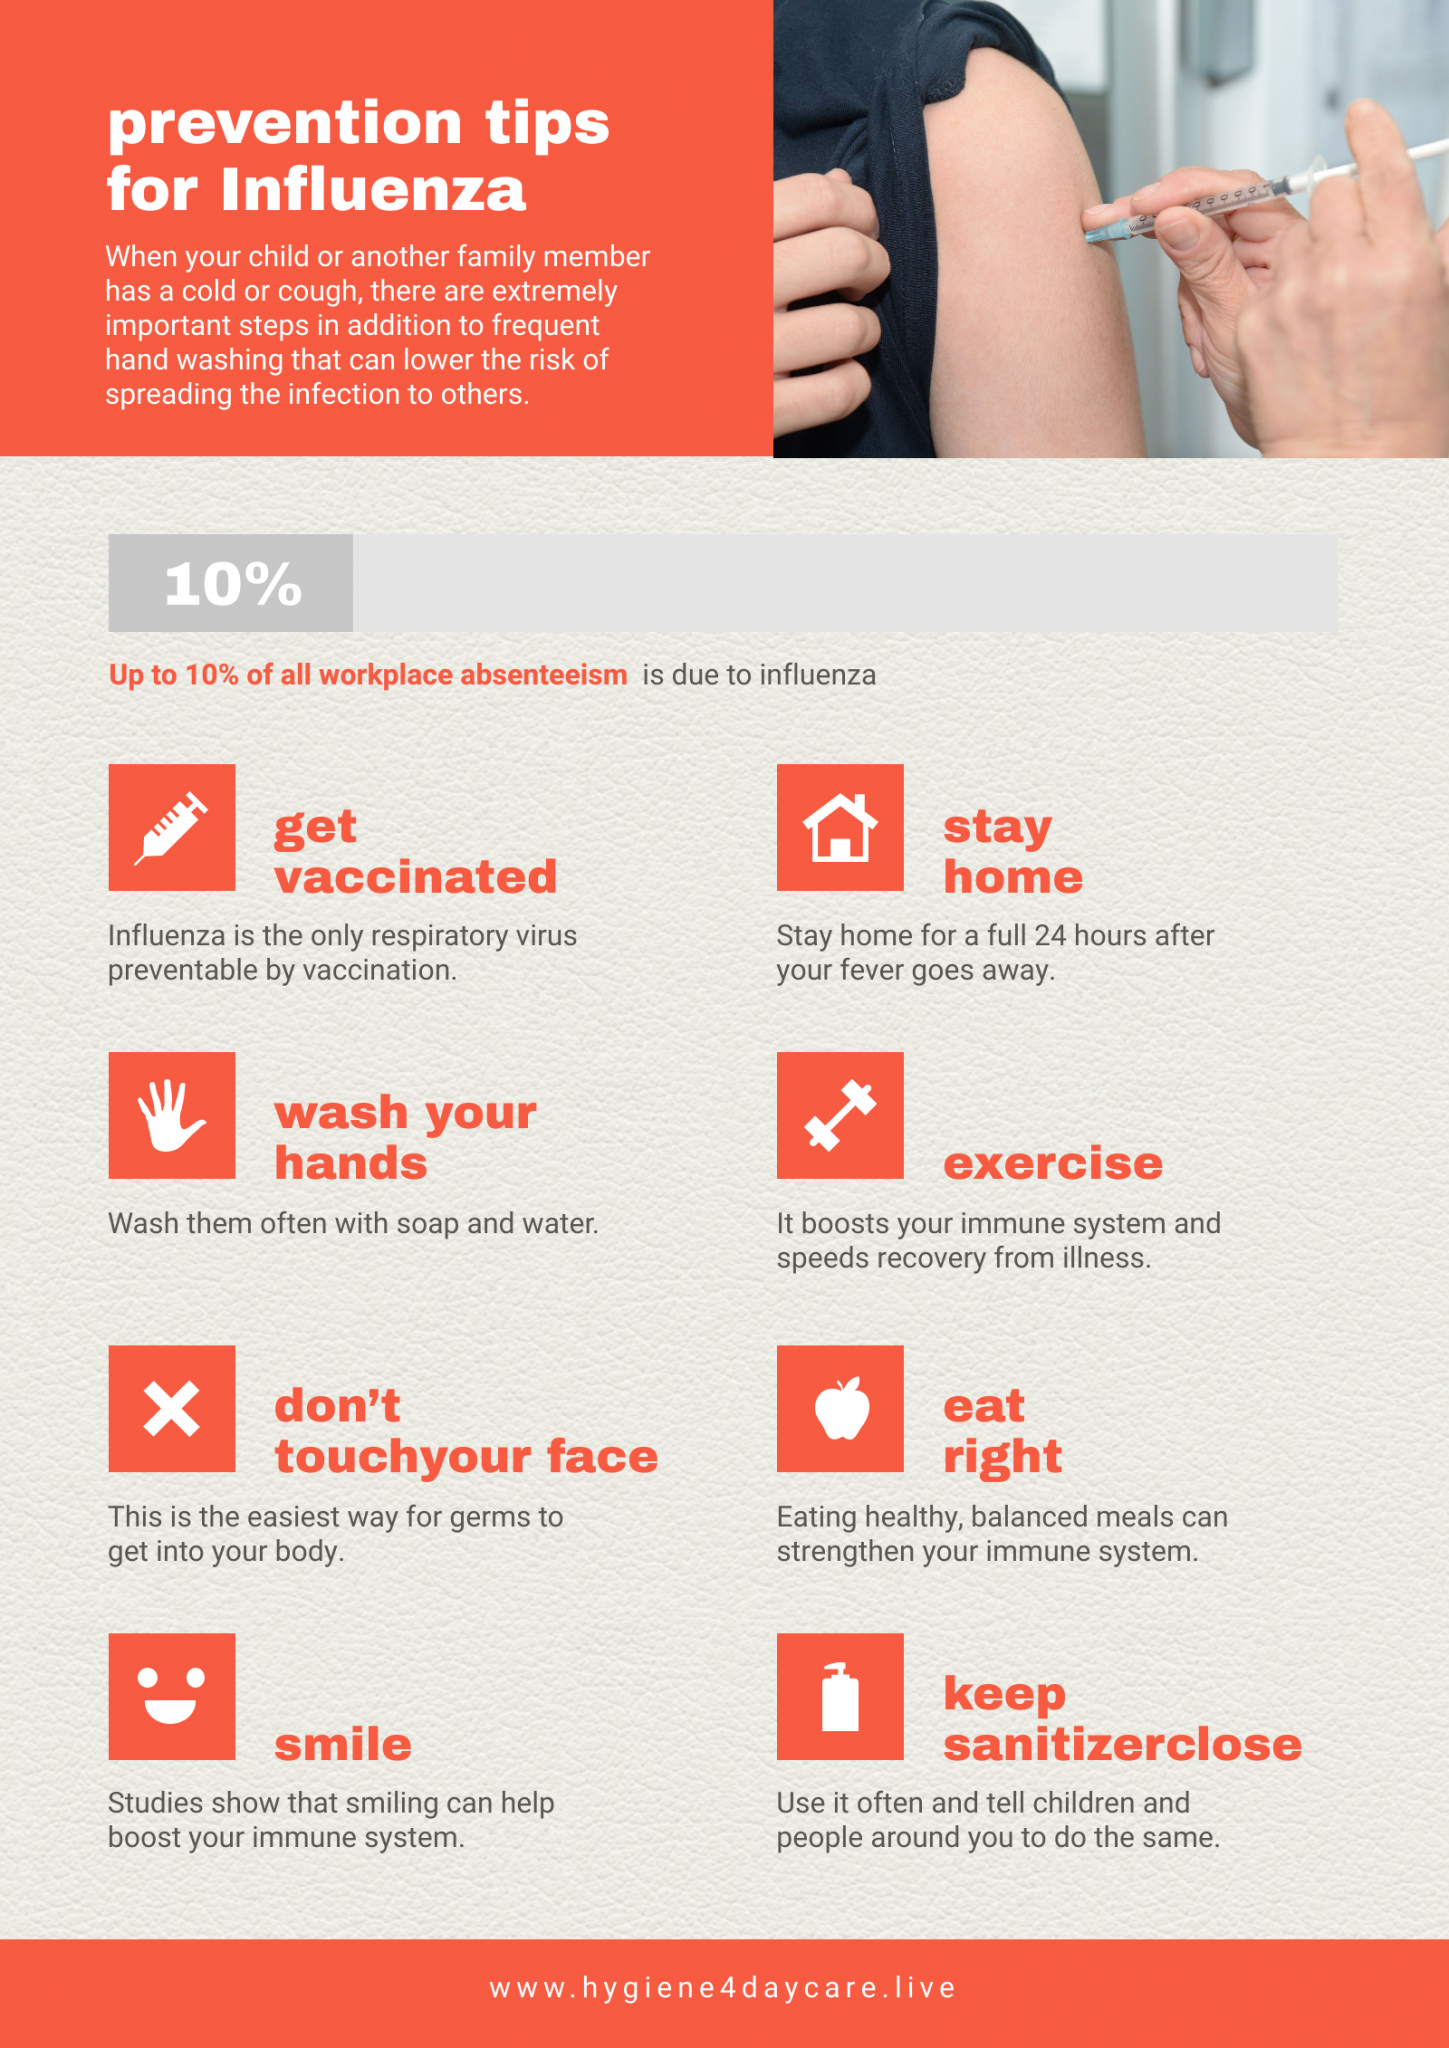 prevention tips
for Influenza
When your child or another family member
has a cold or cough, there are extremely
important steps in addition to frequent
hand washing that can lower the risk of
spreading the infection to others.
10%
Up to 10% of all workplace absenteeism is due to influenza
get
vaccinated
Influenza is the only respiratory virus
preventable by vaccination.
stay
home
Stay home for a full 24 hours after
your fever goes away.
wash your
hands
Wash them often with soap and water.
exercise
It boosts your immune system and
speeds recovery from illness.
don't
touchyour face
This is the easiest way for germs to
get into your body.
eat
right
Eating healthy, balanced meals can
strengthen your immune system.
smile
Studies show that smiling can help
boost your immune system.
keep
sanitizerclose
Use it often and tell children and
people around you to do the same.
www.hygiene4daycare.live